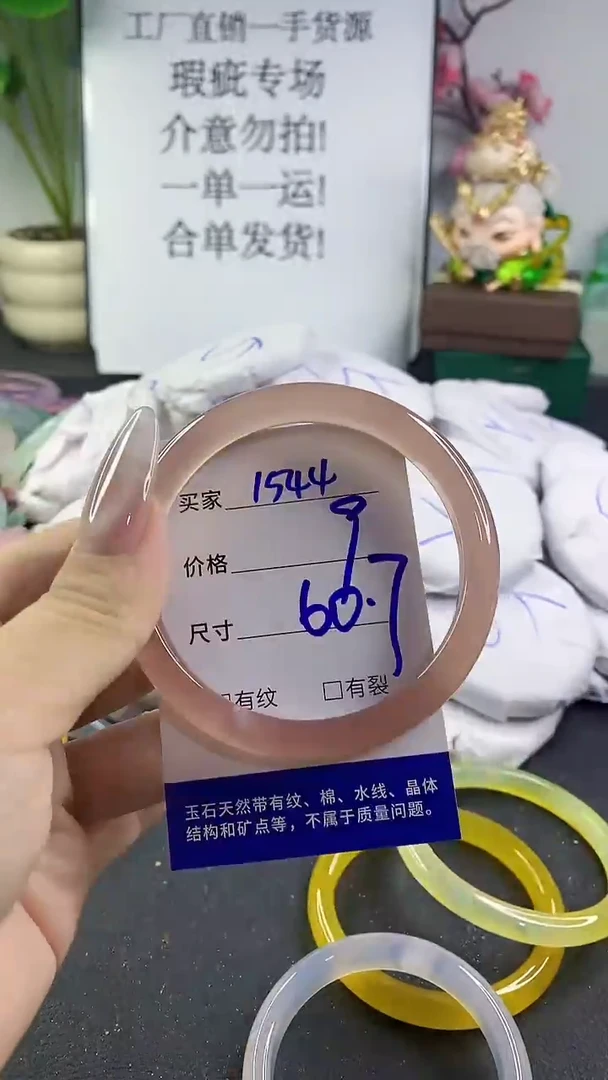 工厂直销一手货源
瑕疵专场
介意勿拍!
一单一运!
合单发货!
买家 1544
价格
尺寸 60.7
有纹 □有裂
玉石天然带有纹、棉、水线、晶体
结构和矿点等，不属于质量问题。